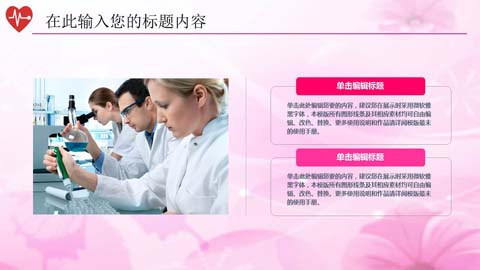 在此输入您的标题内容
单击编辑标题
单击此处编辑您要的内容，建议您在展示时采用微软雅
黑字体，本模版所有图形线条及其相应素材均可自由编
辑、改色、替换。更多使用说明和作品请详阅模版最末
的使用手册。
单击编辑标题
单击此处编辑您要的内容，建议您在展示时采用微软雅
黑字体，本模版所有图形线条及其相应素材均可自由编
辑、改色、替换。更多使用说明和作品请详阅模版最末
的使用手册。